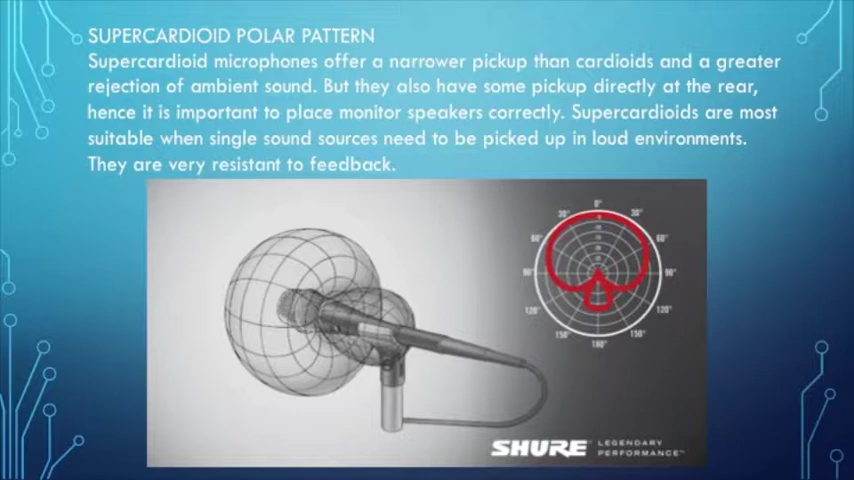 SUPERCARDIOID POLAR PATTERN
Supercardioid microphones offer a narrower pickup than cardioids and a greater
rejection of ambient sound. But they also have some pickup directly at the rear,
hence it is important to place monitor speakers correctly. Supercardioids are most
suitable when single sound sources need to be picked up in loud environments.
They are very resistant to feedback.
0°
30° 30°
60° 60°
90° 90°
120° 120°
150° 150°
180°
SHURE LEGENDARY
PERFORMANCE™